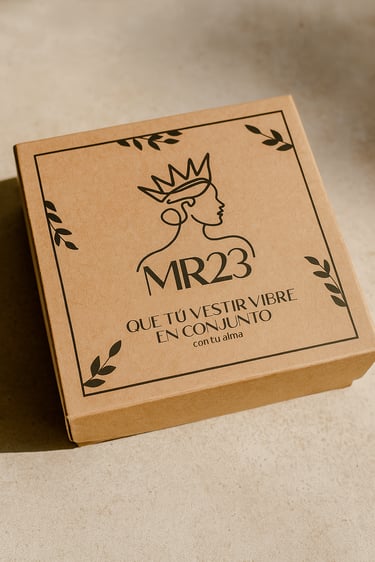 MR23
QUE TÚ VESTIR VIBRE
EN CONJUNTO
con tu alma